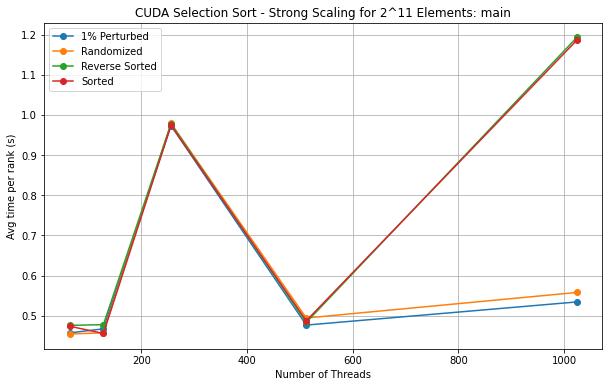 CUDA Selection Sort - Strong Scaling for 2^11 Elements: main
1% Perturbed
Randomized
Reverse Sorted
Sorted
1.2
1.1
1.0
0.9
0.8
0.7
0.6
0.5
Avg time per rank (s)
200
400
600
800
1000
Number of Threads